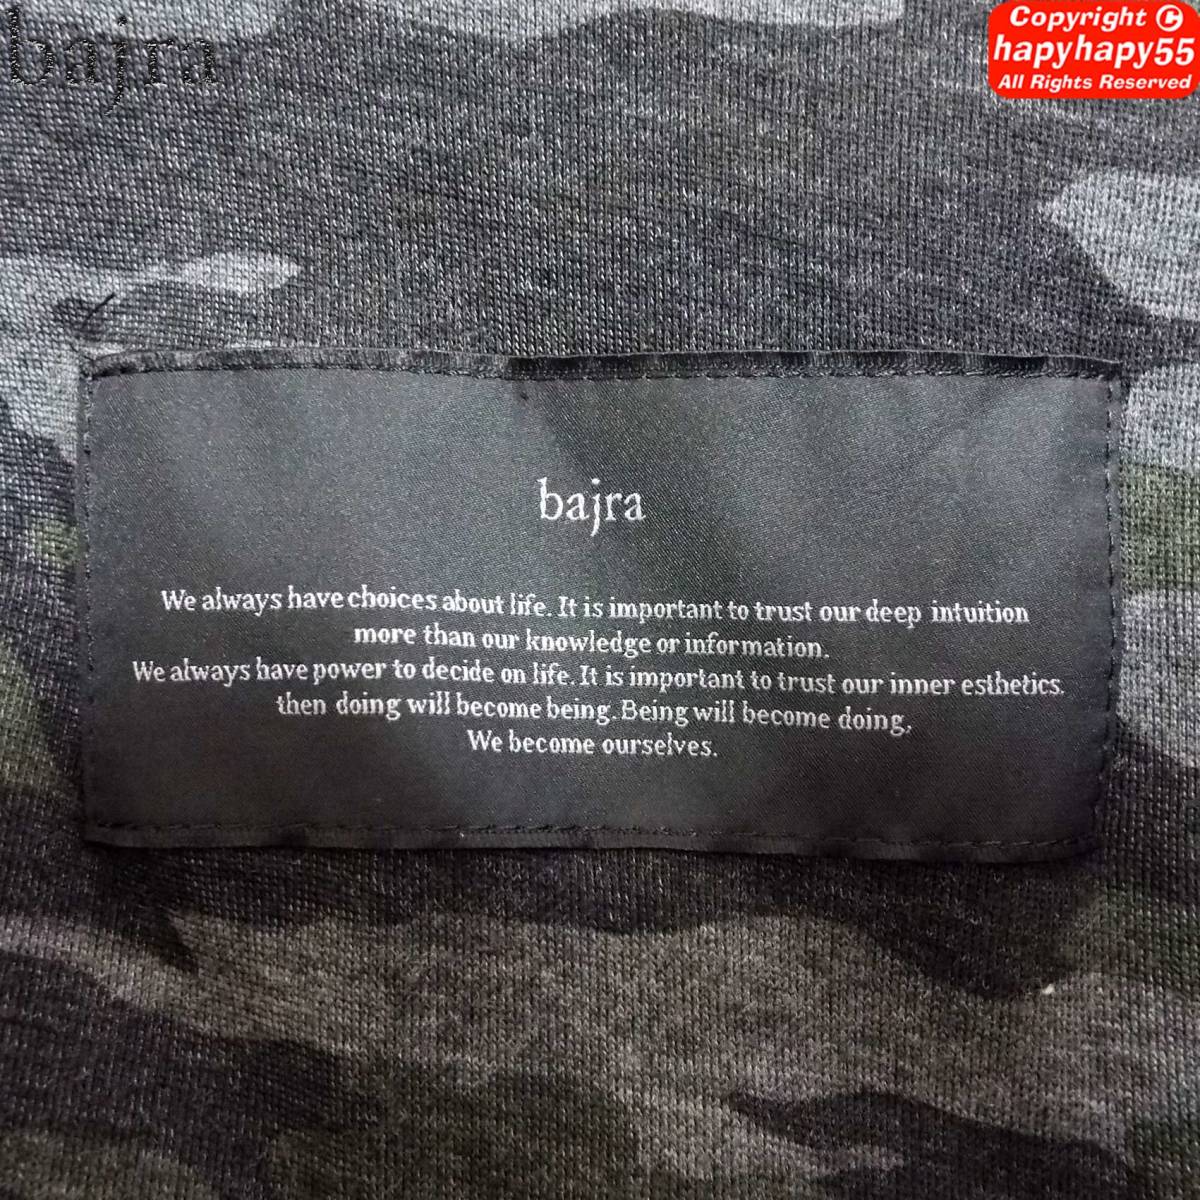 bajra
Copyright ©
hapyhapy55
All Rights Reserved
bajra
We always have choices about life. It is important to trust our deep intuition
more than our knowledge or information.
We always have power to decide on life. It is important to trust our inner esthetics.
then doing will become being. Being will become doing,
We become ourselves.